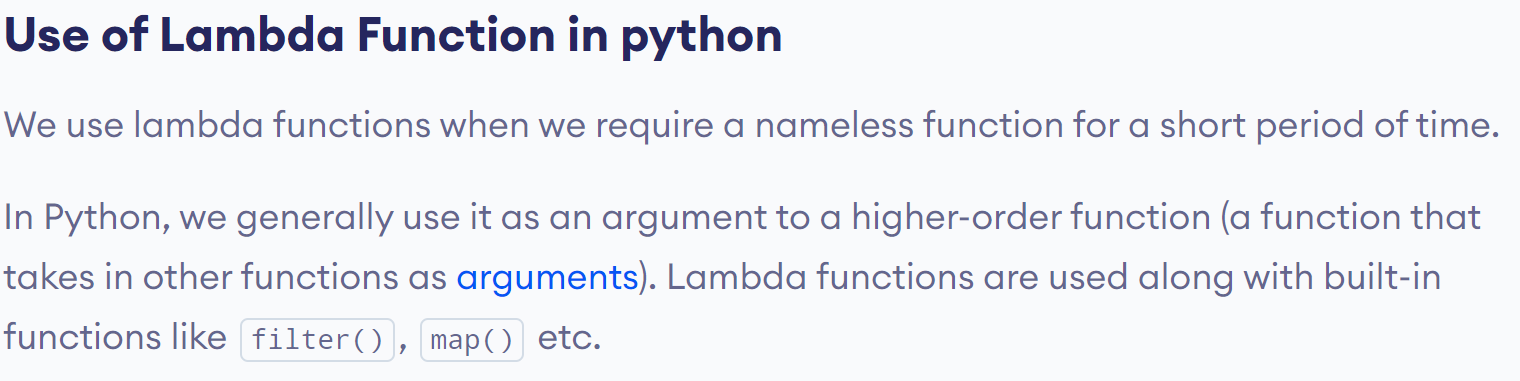 Use of Lambda Function in python
We use lambda functions when we require a nameless function for a short period of time.
In Python, we generally use it as an argument to a higher-order function (a function that
takes in other functions as arguments). Lambda functions are used along with built-in
functions like filter(), map() etc.